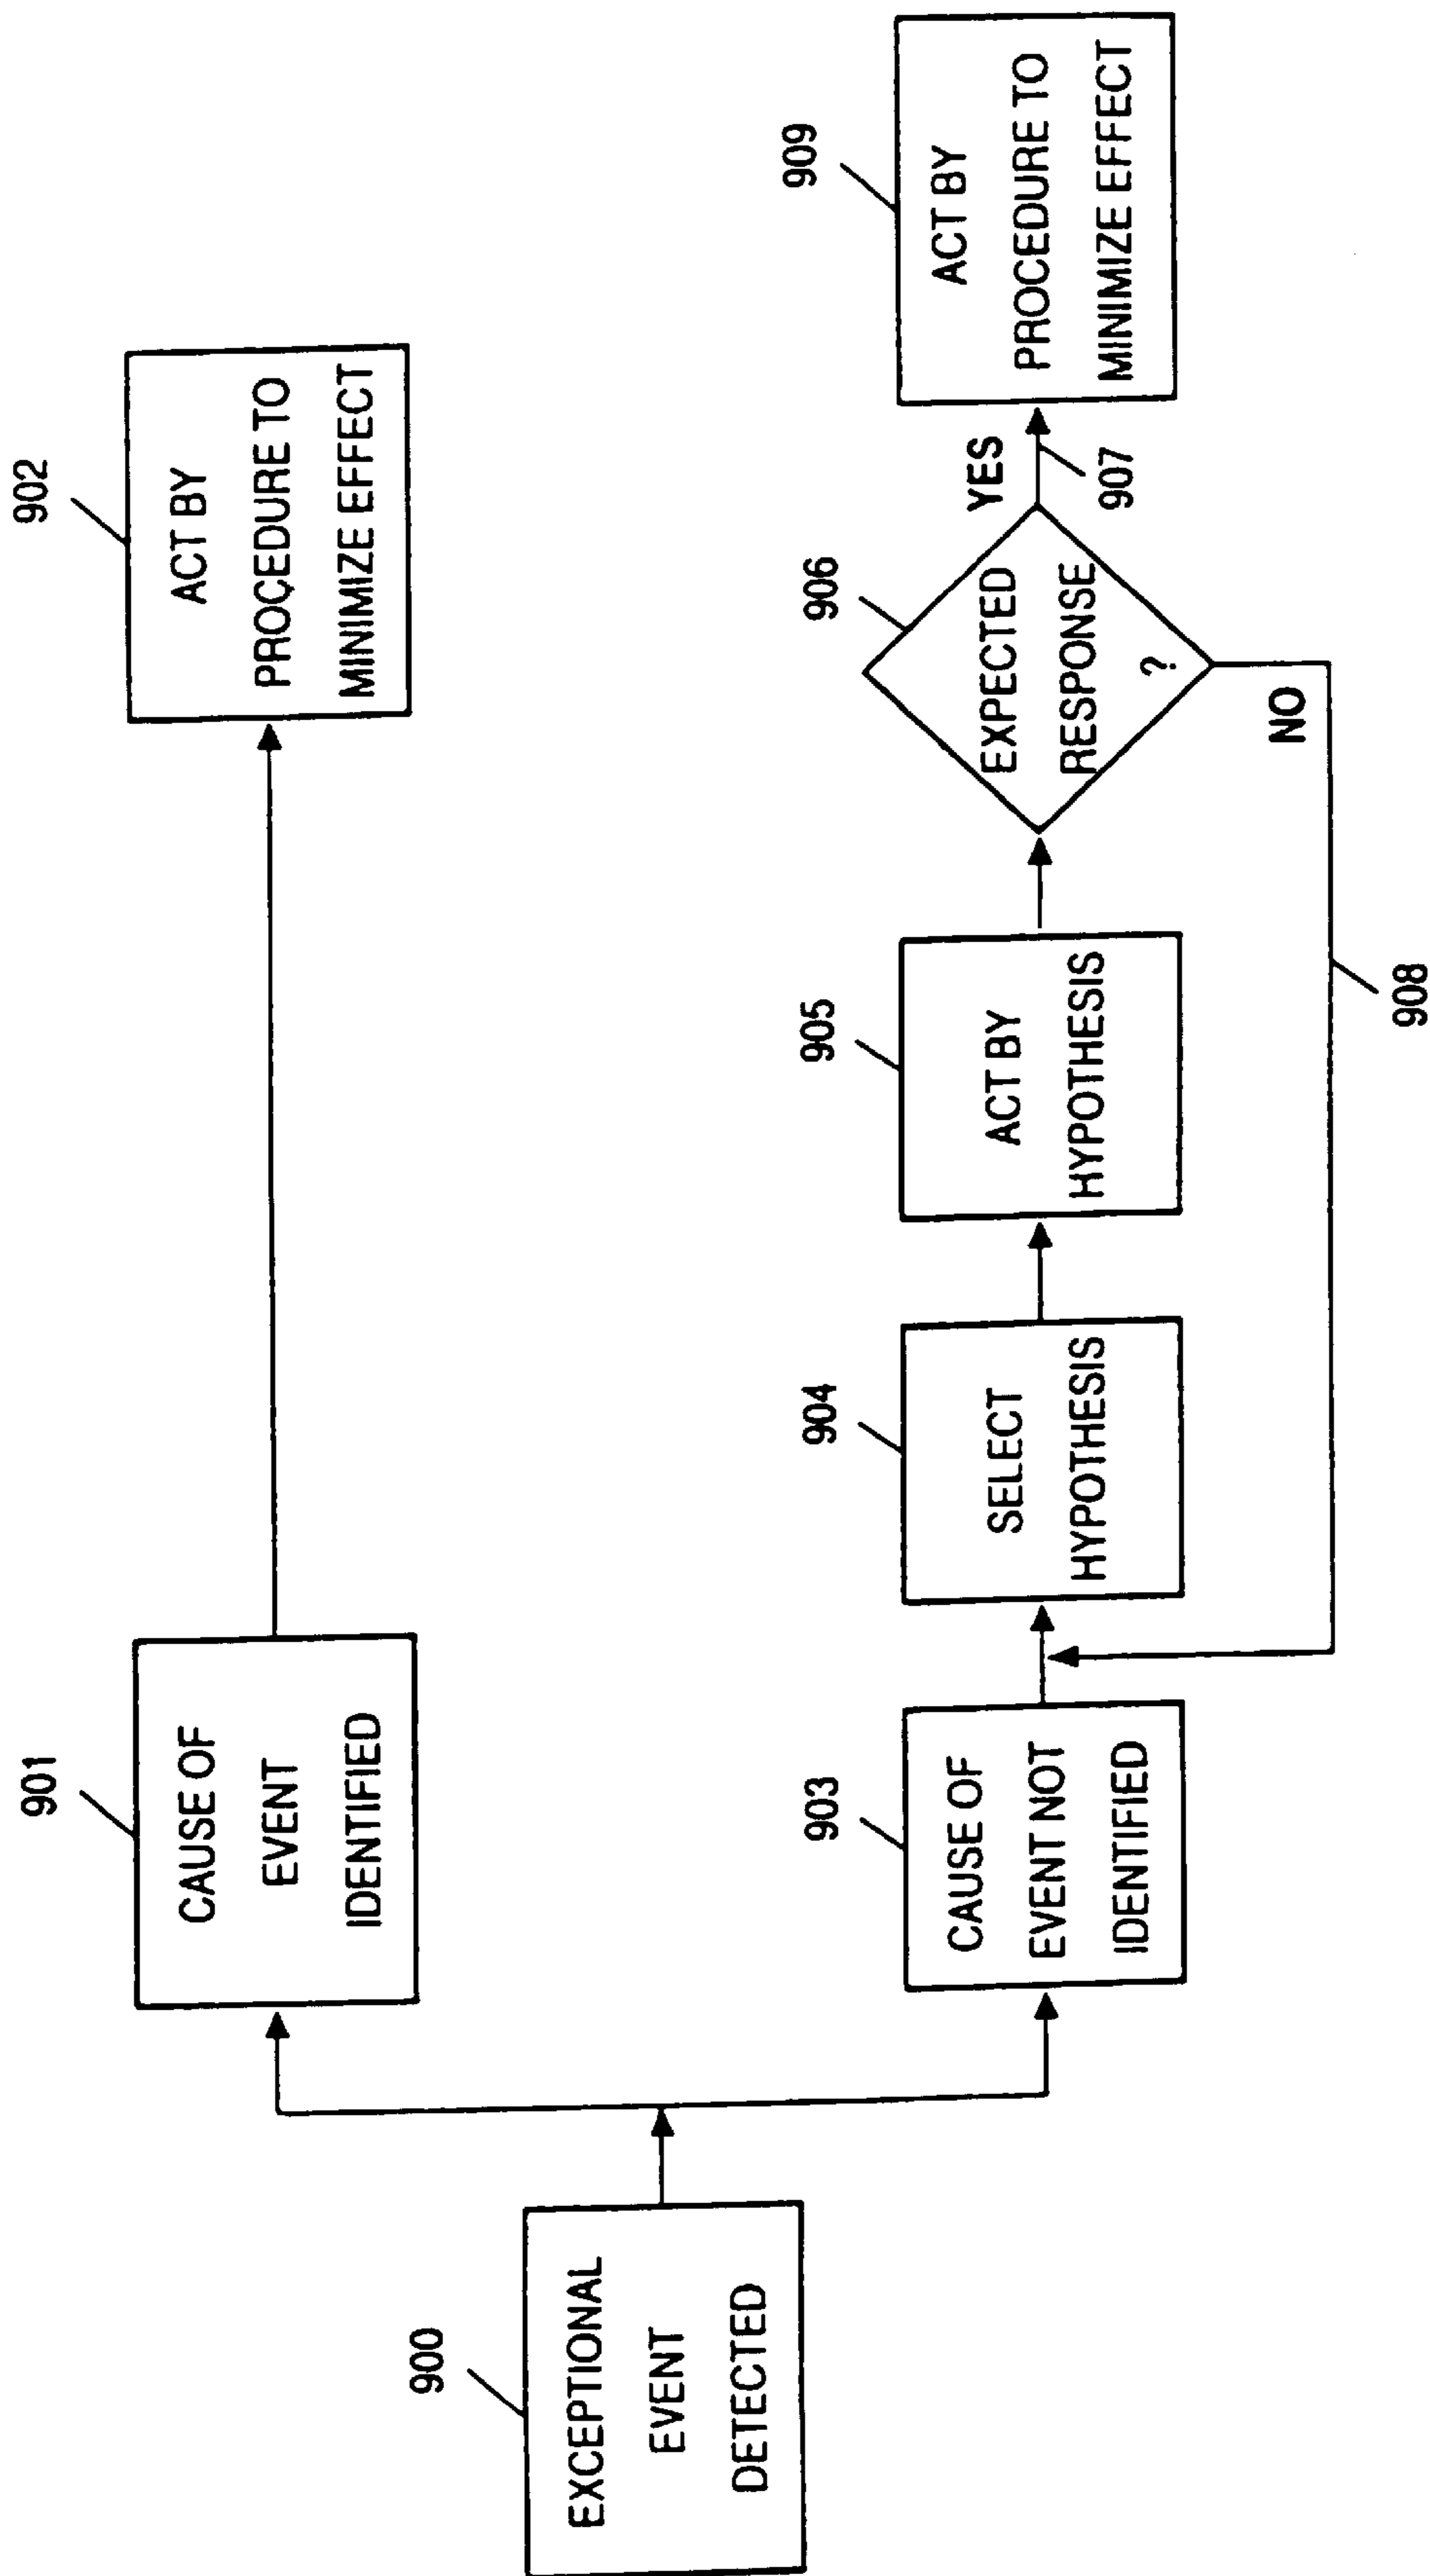 900
EXCEPTIONAL
EVENT
DETECTED
901
CAUSE OF
EVENT
IDENTIFIED
902
ACT BY
PROCEDURE TO
MINIMIZE EFFECT
903
CAUSE OF
EVENT NOT
IDENTIFIED
904
SELECT
HYPOTHESIS
905
ACT BY
HYPOTHESIS
906
EXPECTED
RESPONSE
?
YES
907
NO
908
909
ACT BY
PROCEDURE TO
MINIMIZE EFFECT